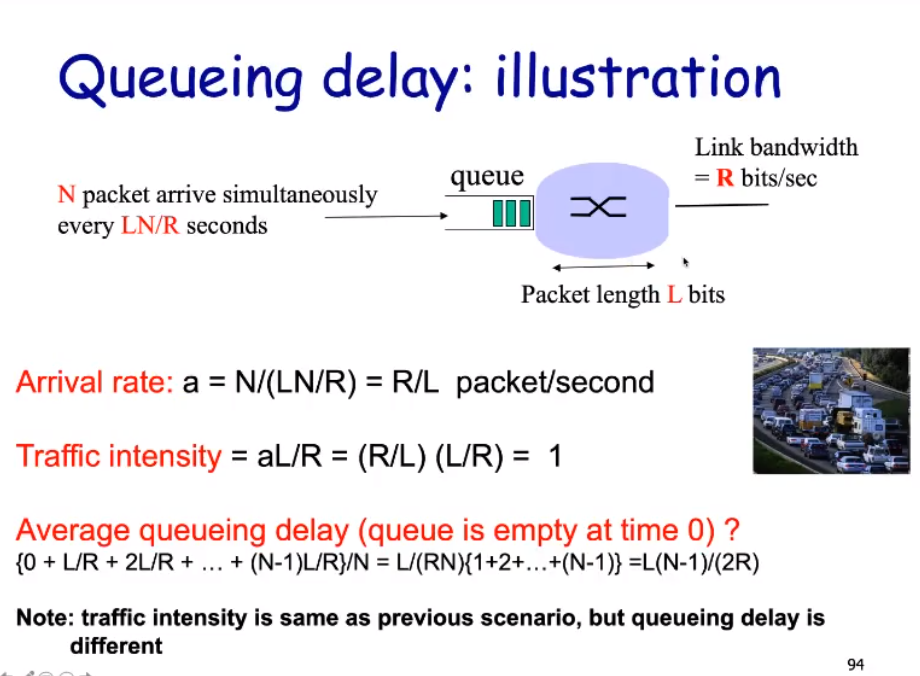 Queueing delay: illustration
Link bandwidth
= R bits/sec
queue
N packet arrive simultaneously
every LN/R seconds
Packet length L bits
Arrival rate: a = N/(LN/R) = R/L packet/second
Traffic intensity = aL/R = (R/L) (L/R) = 1
Average queueing delay (queue is empty at time 0) ?
{0 + L/R + 2L/R + … + (N-1)L/R}/N = L/(RN){1+2+…+(N-1)} =L(N-1)/(2R)
Note: traffic intensity is same as previous scenario, but queueing delay is
different
94